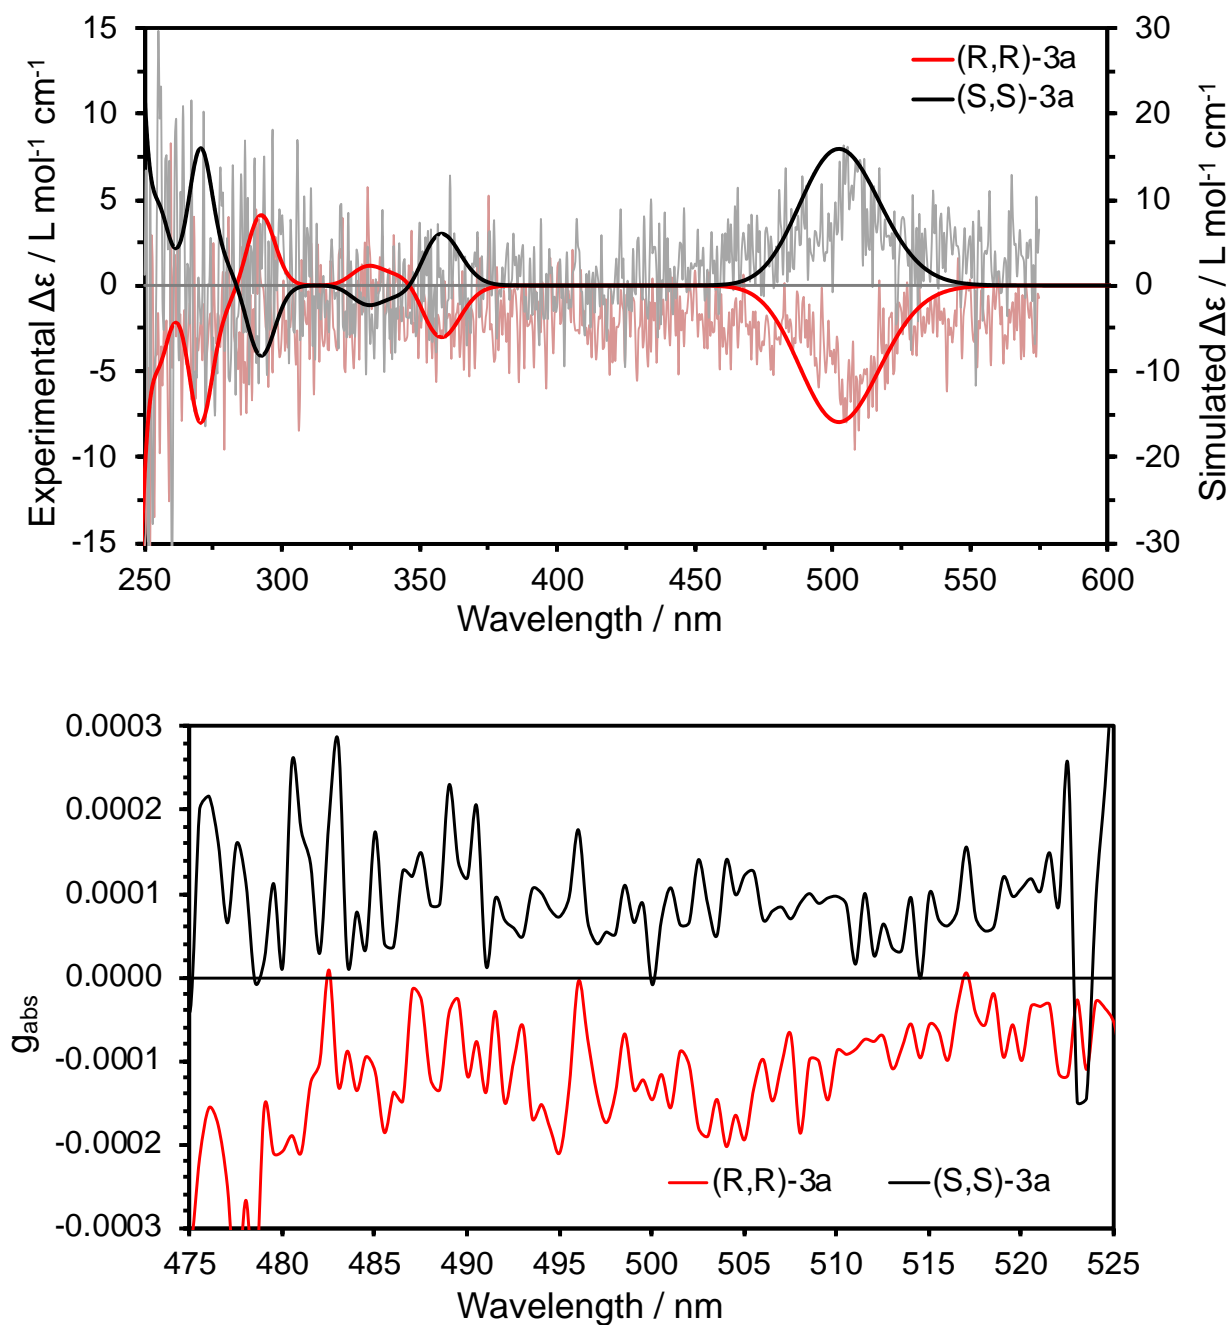 Experimental Δε / L mol⁻¹ cm⁻¹
15
10
5
0
-5
-10
-15
(R,R)-3a
(S,S)-3a
30
20
10
0
-10
-20
-30
Simulated Δε / L mol⁻¹ cm⁻¹
250 300 350 400 450 500 550 600
Wavelength / nm
gabs
0.0003
0.0002
0.0001
0.0000
-0.0001
-0.0002
-0.0003
(R,R)-3a (S,S)-3a
475 480 485 490 495 500 505 510 515 520 525
Wavelength / nm